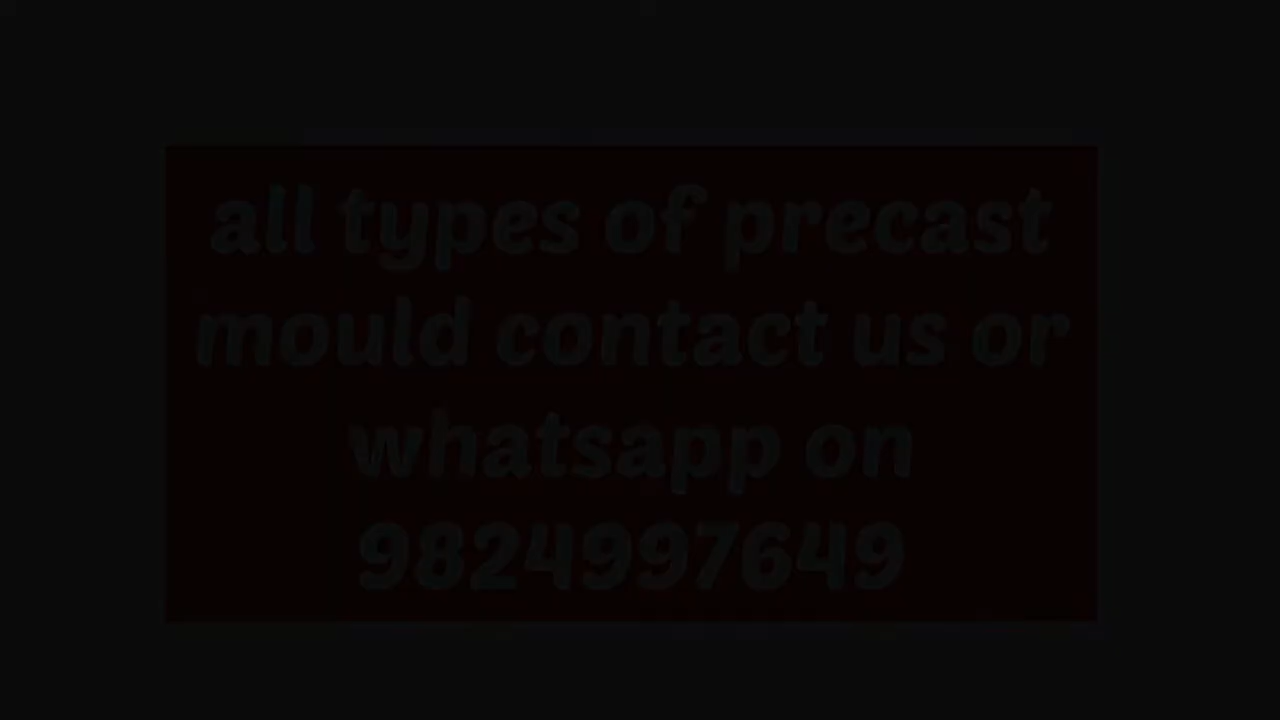 all types of precast
mould contact us or
whatsapp on
9824997649